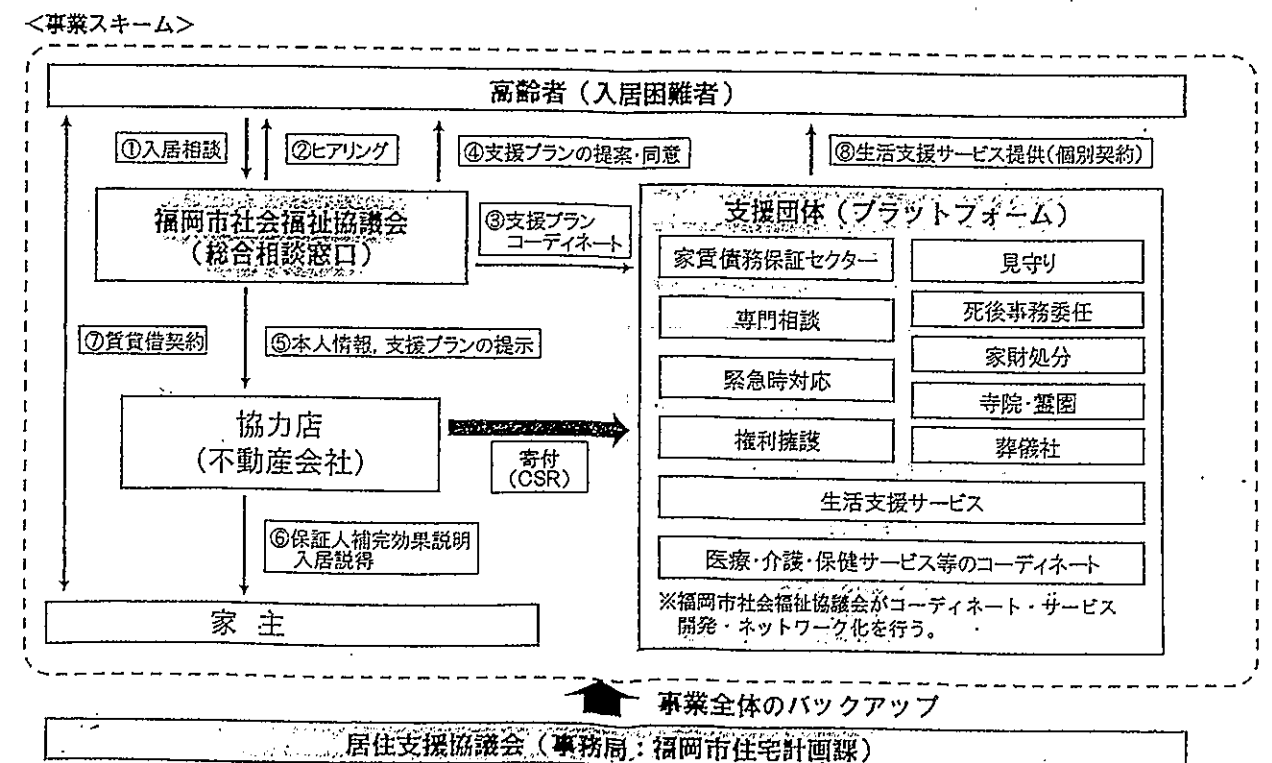 ＜事業スキーム＞
高齢者（入居困難者）
①入居相談
②ヒアリング
④支援プランの提案・同意
⑧生活支援サービス提供（個別契約）
福岡市社会福祉協議会
（総合相談窓口）
③支援プラン
コーディネート
支援団体（プラットフォーム）
家賃債務保証セクター
専門相談
緊急時対応
権利擁護
見守り
死後事務委任
家財処分
寺院・霊園
葬儀社
生活支援サービス
医療・介護・保健サービス等のコーディネート
※福岡市社会福祉協議会がコーディネート・サービス
開発・ネットワーク化を行う。
⑦賃貸借契約
⑤本人情報，支援プランの提示
協力店
（不動産会社）
寄付
（CSR）
⑥保証人補完効果説明
入居説得
家 主
事業全体のバックアップ
居住支援協議会（事務局：福岡市住宅計画課）